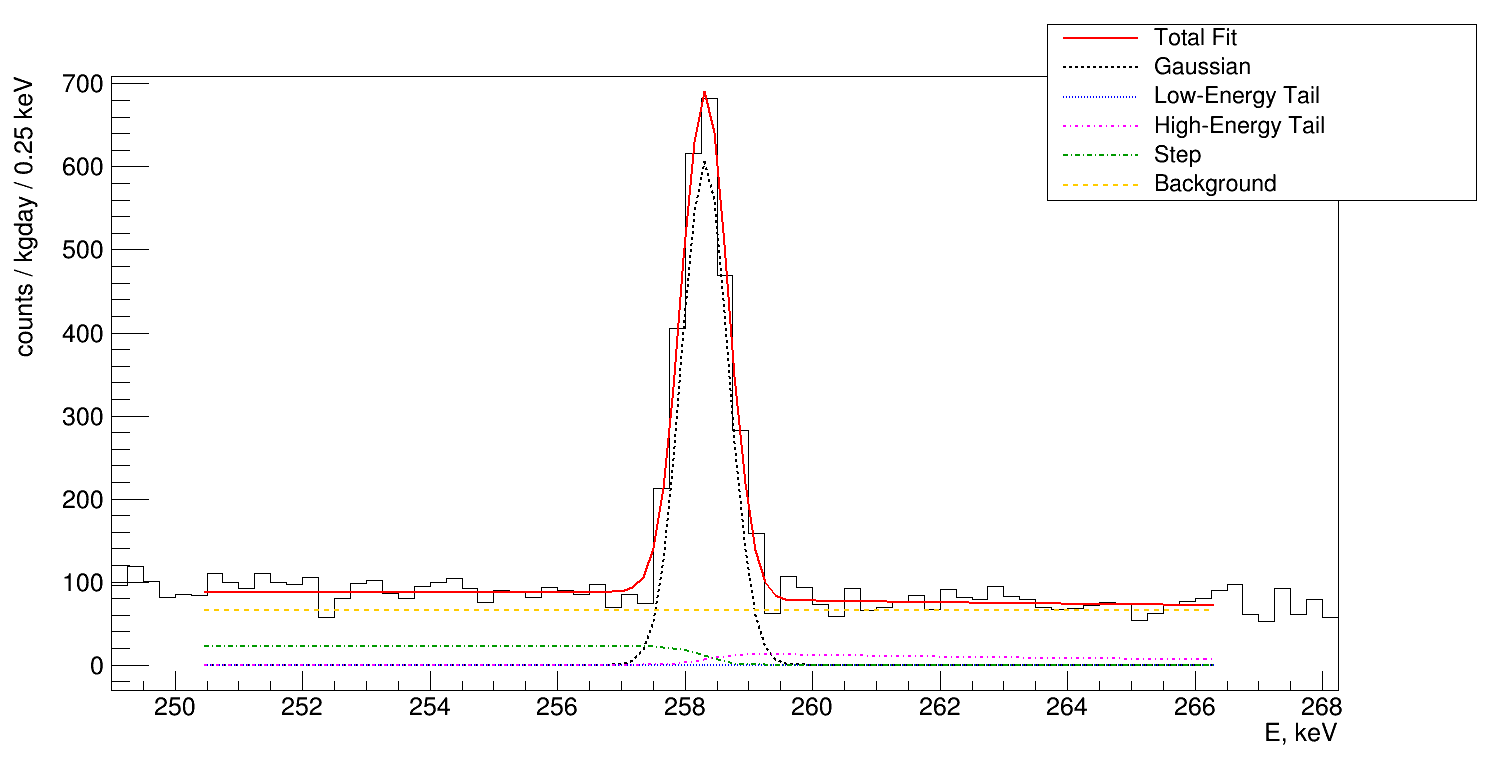 Total Fit
Gaussian
Low-Energy Tail
High-Energy Tail
Step
Background
counts / kgday / 0.25 keV
700
600
500
400
300
200
100
0
250 252 254 256 258 260 262 264 266 268
E, keV